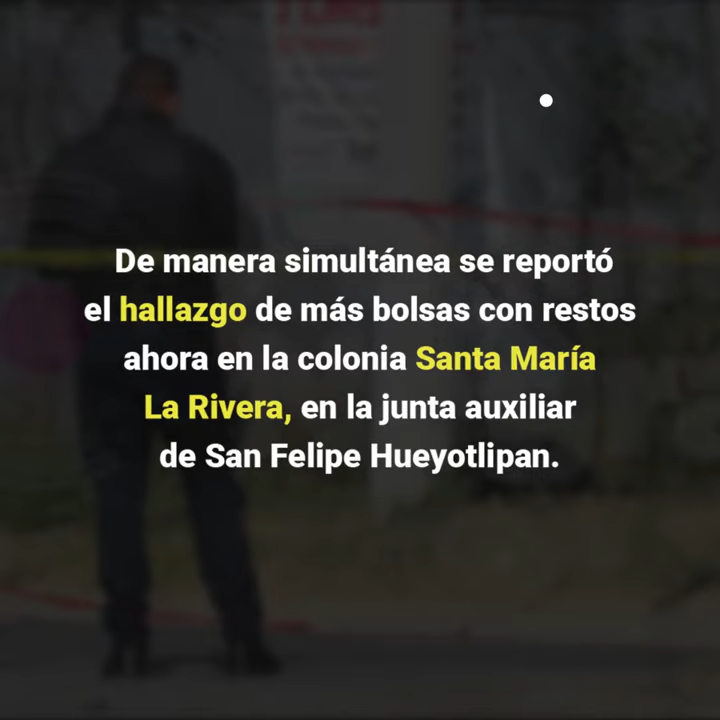 De manera simultánea se reportó
el hallazgo de más bolsas con restos
ahora en la colonia Santa María
La Rivera, en la junta auxiliar
de San Felipe Hueyotlipan.